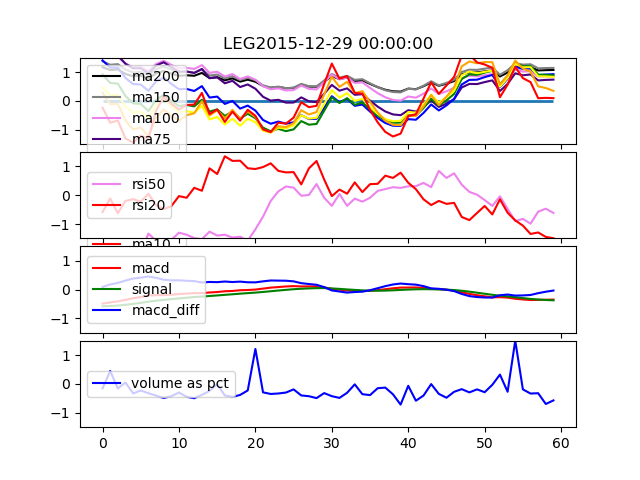 LEG2015-12-29 00:00:00
1
0
−1
ma200
ma150
ma100
ma75
1
0
−1
rsi50
rsi20
ma10
1
0
−1
macd
signal
macd_diff
1
0
−1
volume as pct
0 10 20 30 40 50 60